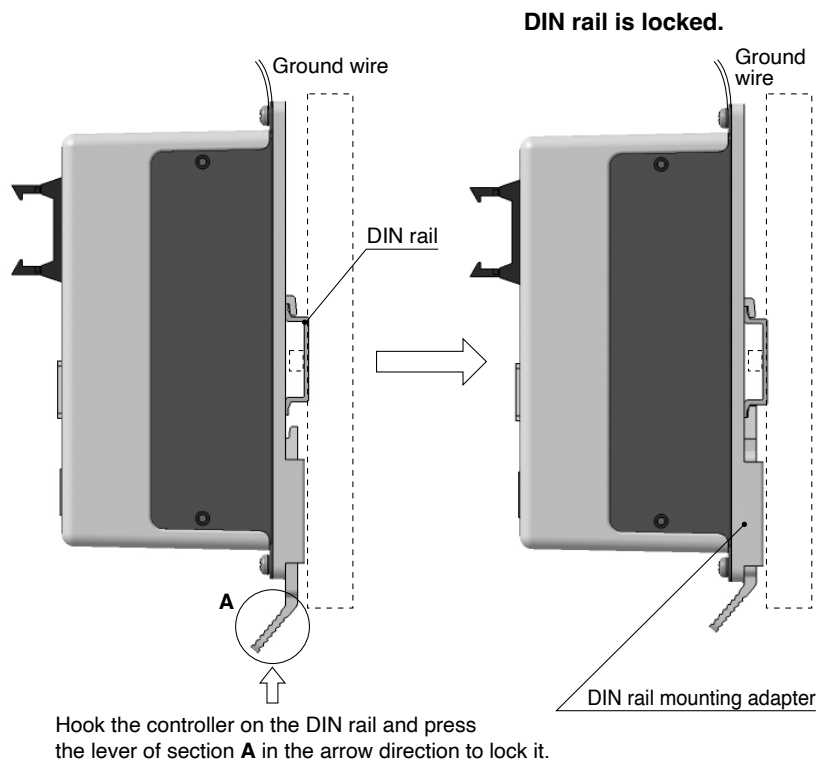 DIN rail is locked.
Ground wire
Ground
wire
DIN rail
A
DIN rail mounting adapter
Hook the controller on the DIN rail and press
the lever of section A in the arrow direction to lock it.